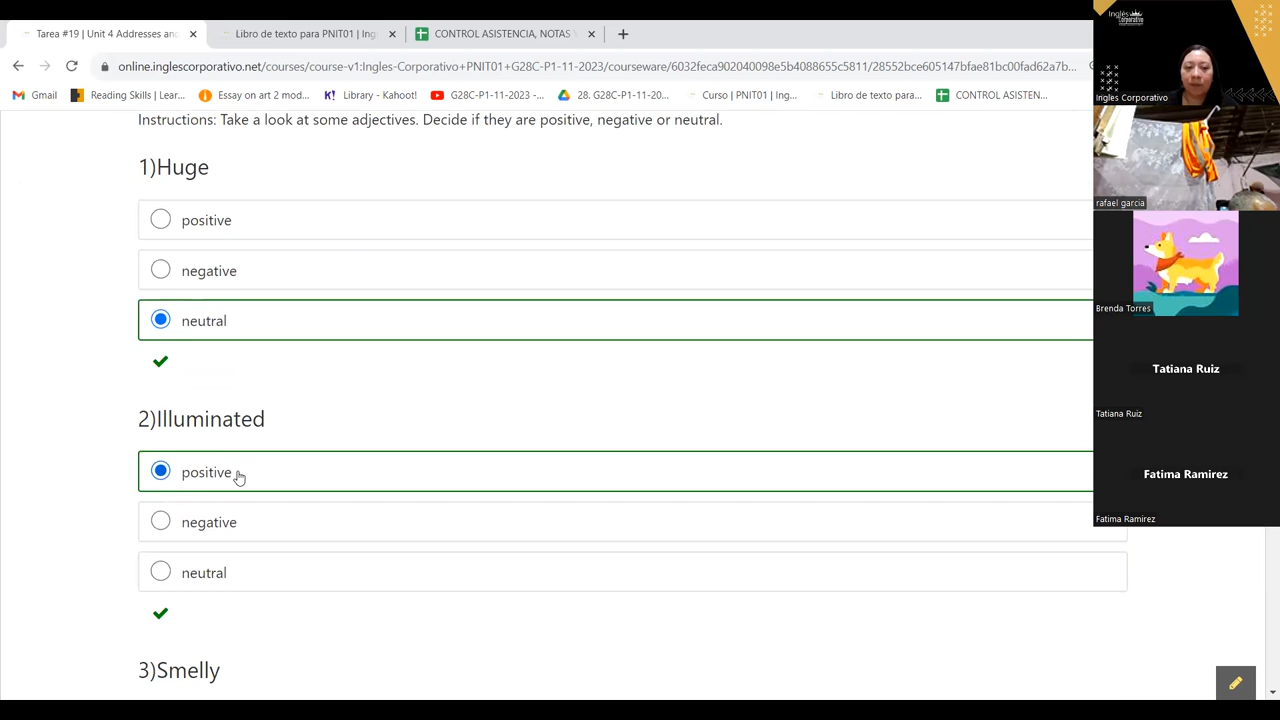 Tarea #19 | Unit 4 Addresses and
Libro de texto para PNIT01 | Ing
CONTROL ASISTENCIA, NOTAS
online.inglescorporativo.net/courses/course-v1:Ingles-Corporativo+PNIT01+G28C-P1-11-2023/courseware/6032feca902040098e5b4088655c5811/28552bce605147bfae81bc00fad62a7b...
Gmail
Reading Skills | Lear...
Essay on art 2 mod...
Library - Kano...
G28C-P1-11-2023 -...
28. G28C-P1-11-20...
Curso | PNIT01 | Ing...
Libro de texto para...
CONTROL ASISTEN...
Instructions: Take a look at some adjectives. Decide if they are positive, negative or neutral.
1)Huge
positive
negative
neutral
2)Illuminated
positive
negative
neutral
3)Smelly
Inglés
Corporativo
Ingles Corporativo
rafael garcia
Brenda Torres
Tatiana Ruiz
Tatiana Ruiz
Fatima Ramirez
Fatima Ramirez